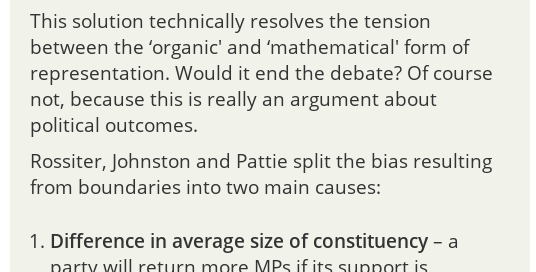 This solution technically resolves the tension
between the ‘organic' and ‘mathematical' form of
representation. Would it end the debate? Of course
not, because this is really an argument about
political outcomes.
Rossiter, Johnston and Pattie split the bias resulting
from boundaries into two main causes:
1. Difference in average size of constituency – a
party will return more MPs if its support is